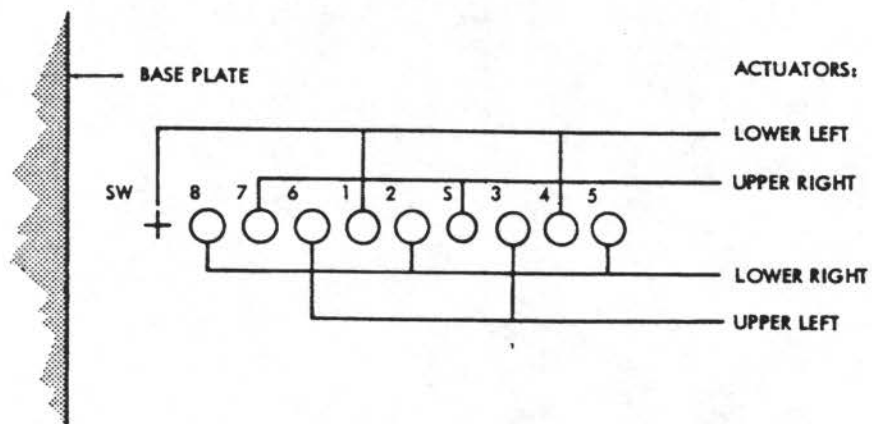 BASE PLATE
ACTUATORS:
LOWER LEFT
UPPER RIGHT
SW 8 7 6 1 2 S 3 4 5
LOWER RIGHT
UPPER LEFT